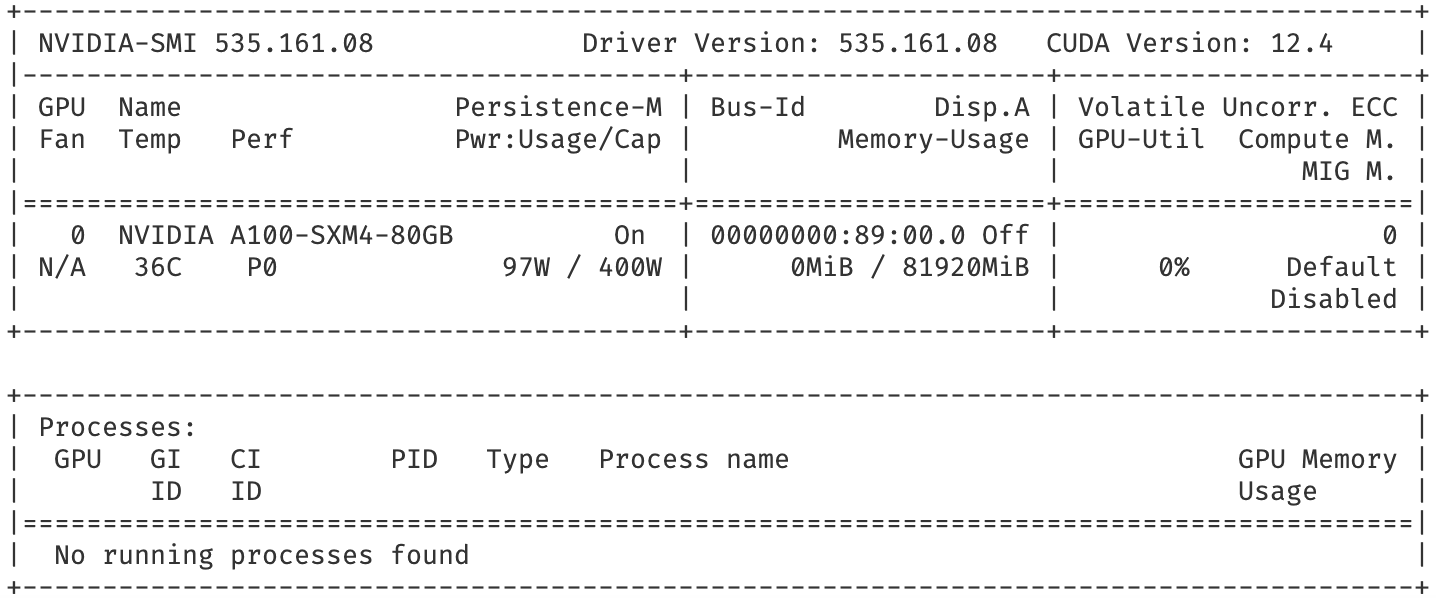 +---------------------------------------------------------------------------------------+
| NVIDIA-SMI 535.161.08             Driver Version: 535.161.08   CUDA Version: 12.4     |
|-----------------------------------------+----------------------+----------------------+
| GPU  Name                 Persistence-M | Bus-Id        Disp.A | Volatile Uncorr. ECC |
| Fan  Temp   Perf          Pwr:Usage/Cap |         Memory-Usage | GPU-Util  Compute M. |
|                                         |                      |               MIG M. |
|=========================================+======================+======================|
|   0  NVIDIA A100-SXM4-80GB          On  | 00000000:89:00.0 Off |                    0 |
| N/A   36C    P0              97W / 400W |     0MiB / 81920MiB |      0%      Default |
|                                         |                      |             Disabled |
+-----------------------------------------+----------------------+----------------------+

+---------------------------------------------------------------------------------------+
| Processes:                                                                            |
|  GPU   GI   CI        PID   Type   Process name                            GPU Memory |
|        ID   ID                                                             Usage      |
|=======================================================================================|
|  No running processes found                                                           |
+---------------------------------------------------------------------------------------+